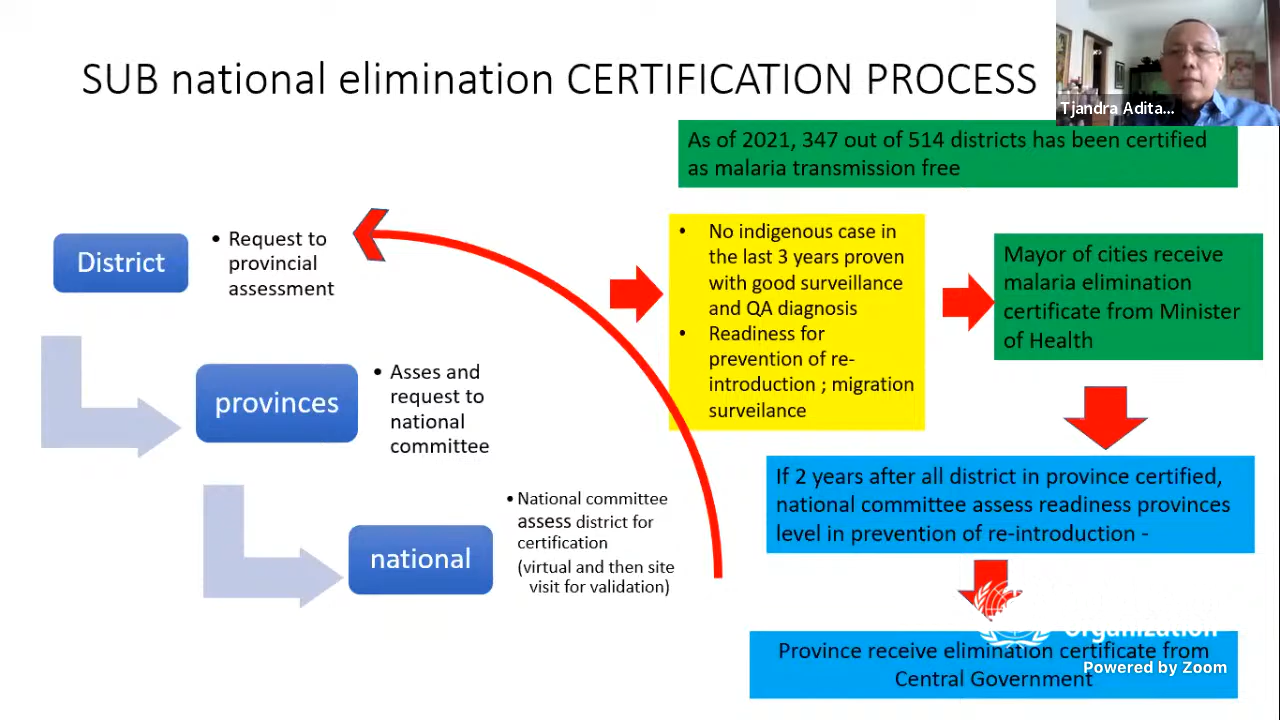 SUB national elimination CERTIFICATION PROCESS
Tjandra Adita...
As of 2021, 347 out of 514 districts has been certified
as malaria transmission free
District
• Request to
provincial
assessment
provinces
• Asses and
request to
national
committee
national
• National committee
assess district for
certification
(virtual and then site
visit for validation)
• No indigenous case in
the last 3 years proven
with good surveillance
and QA diagnosis
• Readiness for
prevention of re-
introduction ; migration
surveilance
Mayor of cities receive
malaria elimination
certificate from Minister
of Health
If 2 years after all district in province certified,
national committee assess readiness provinces
level in prevention of re-introduction -
Organization
Province receive elimination certificate from
Central Government
Powered by Zoom